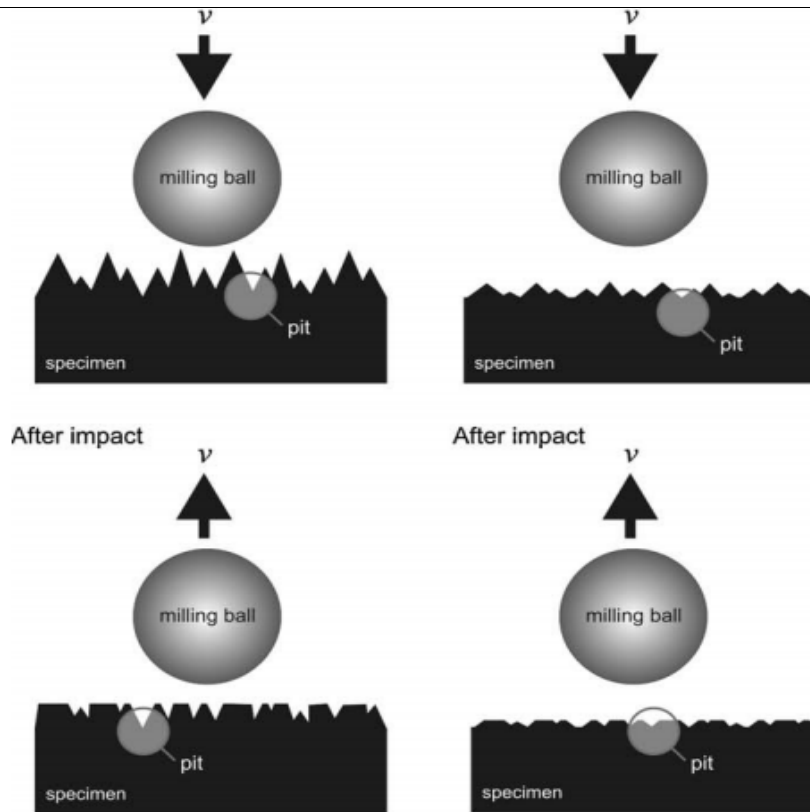 v
v
milling ball
milling ball
pit
pit
specimen
specimen
After impact
After impact
v
v
milling ball
milling ball
pit
pit
specimen
specimen